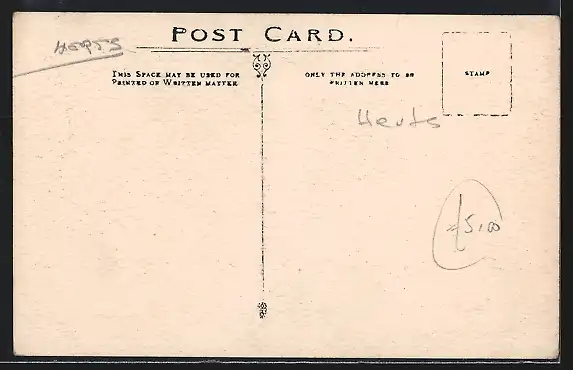 POST CARD.
THIS SPACE MAY BE USED FOR
PRINTED OR WRITTEN MATTER
ONLY THE ADDRESS TO BE
WRITTEN HERE
STAMP
Herts
£5.00